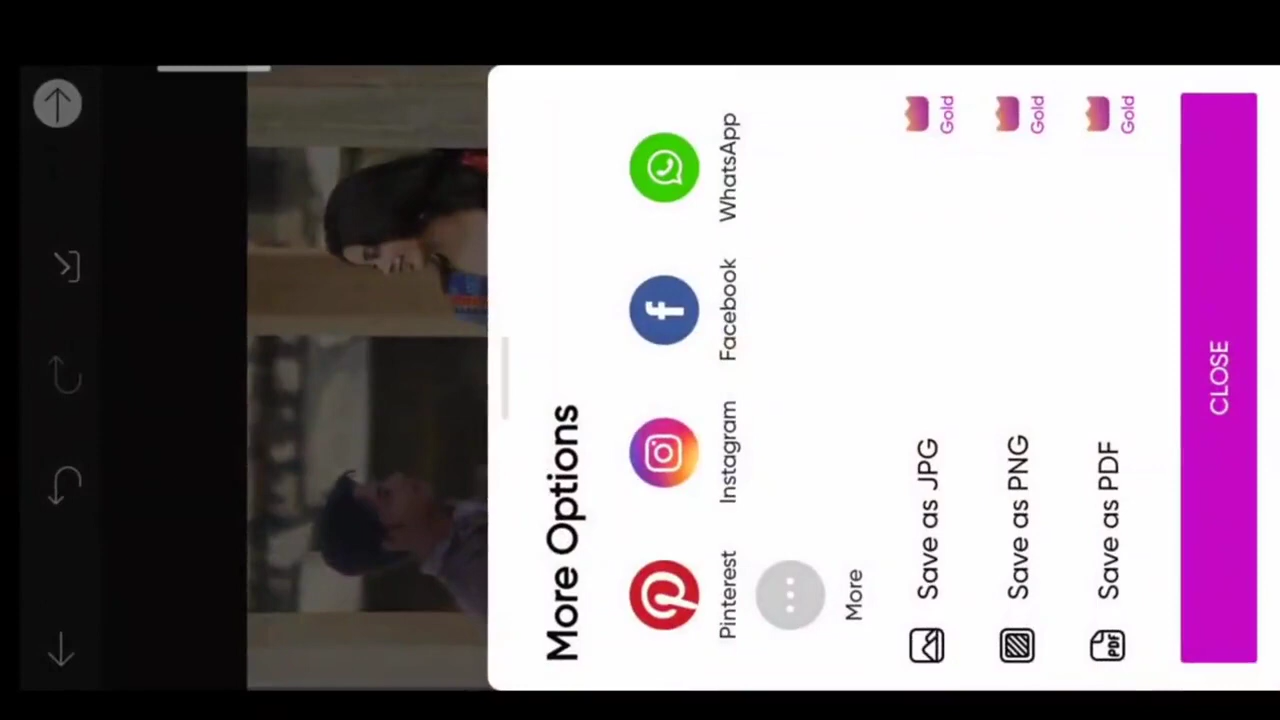 More Options
Pinterest
Instagram
Facebook
WhatsApp
More
Save as JPG
Gold
Save as PNG
Gold
PDF
Save as PDF
Gold
CLOSE